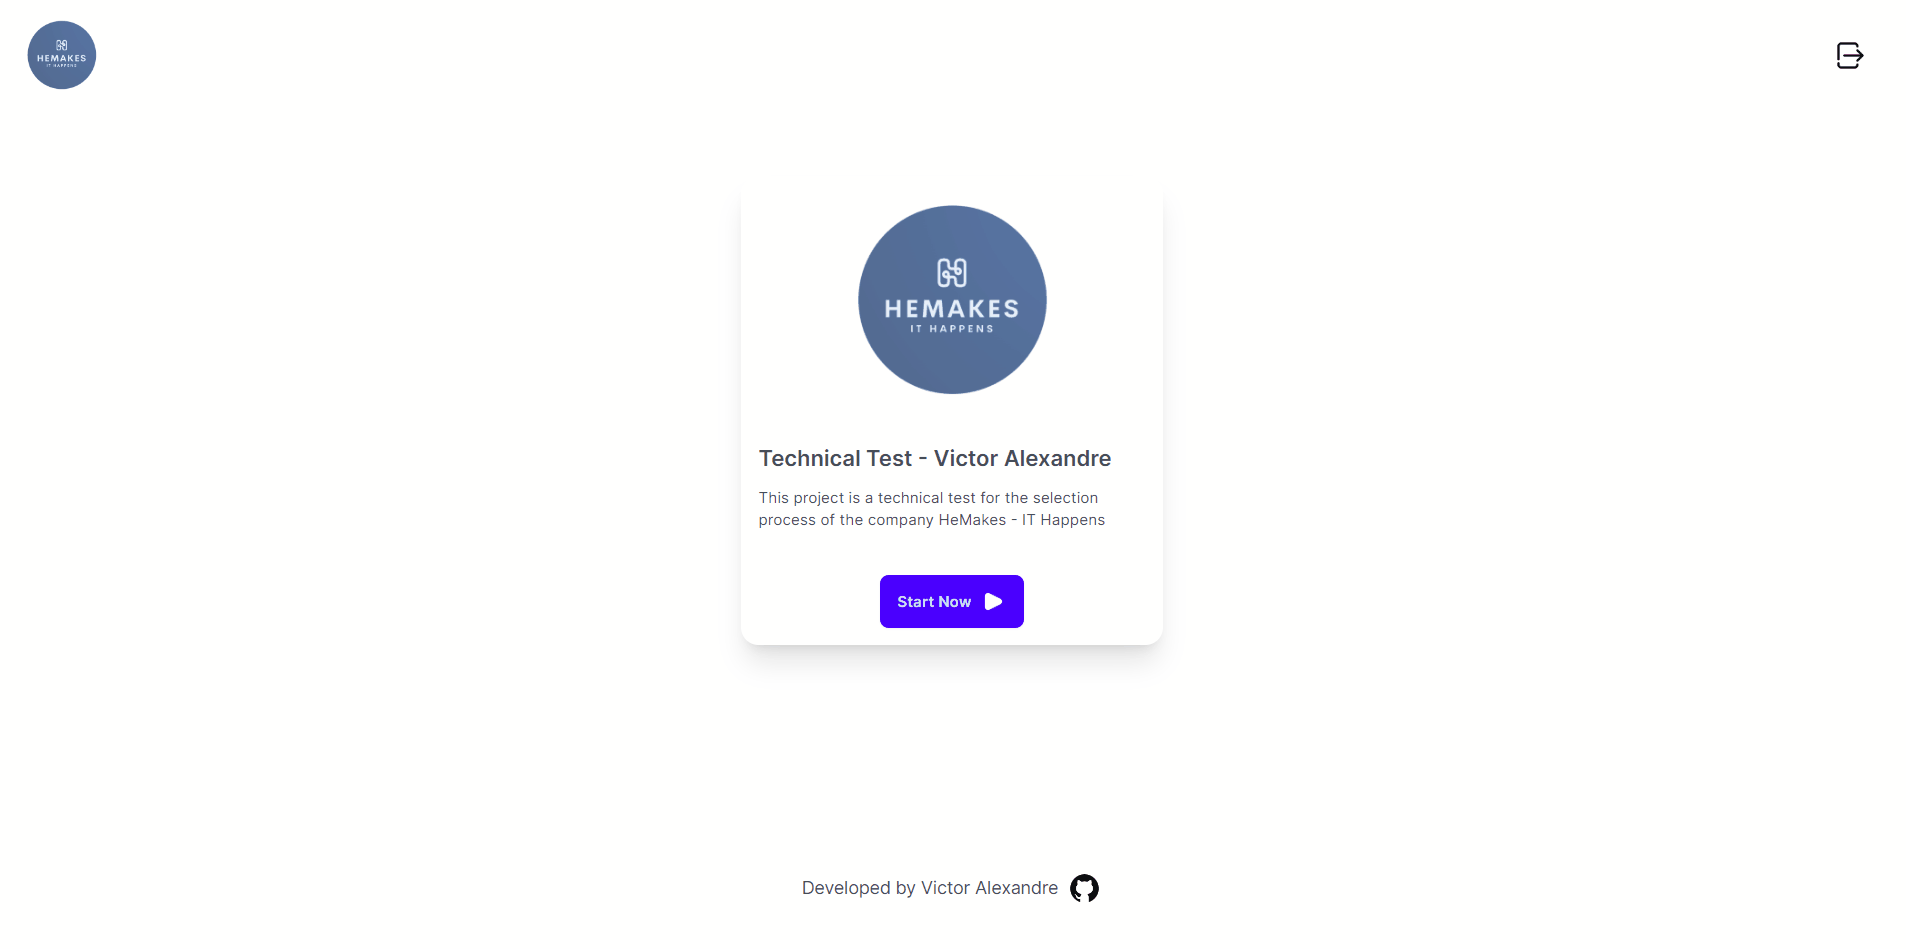 HEMAKES
IT HAPPENS
HEMAKES
IT HAPPENS
Technical Test - Victor Alexandre
This project is a technical test for the selection
process of the company HeMakes - IT Happens
Start Now
Developed by Victor Alexandre